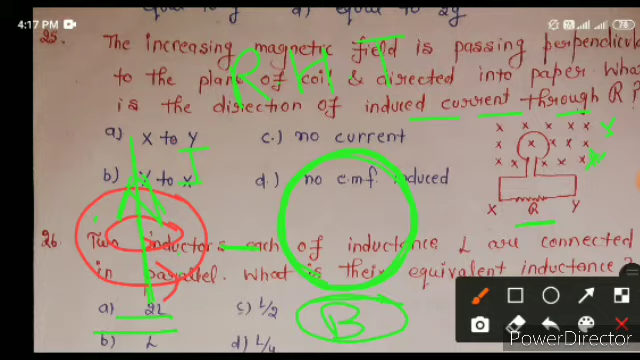 4:17 PM
78
25. The increasing magnetic field is passing perpendicu
to the plane of coil & directed into paper. What
is the direction of induced current through R?
RHT
a) X to Y c.) no current
b) Y to X d.) no e.m.f. induced
I
X R Y
26. Two inductors each of inductance L are connected
in parallel. What is their equivalent inductance?
a) 2L c) L/2
B
b) L d) L/4
PowerDirector